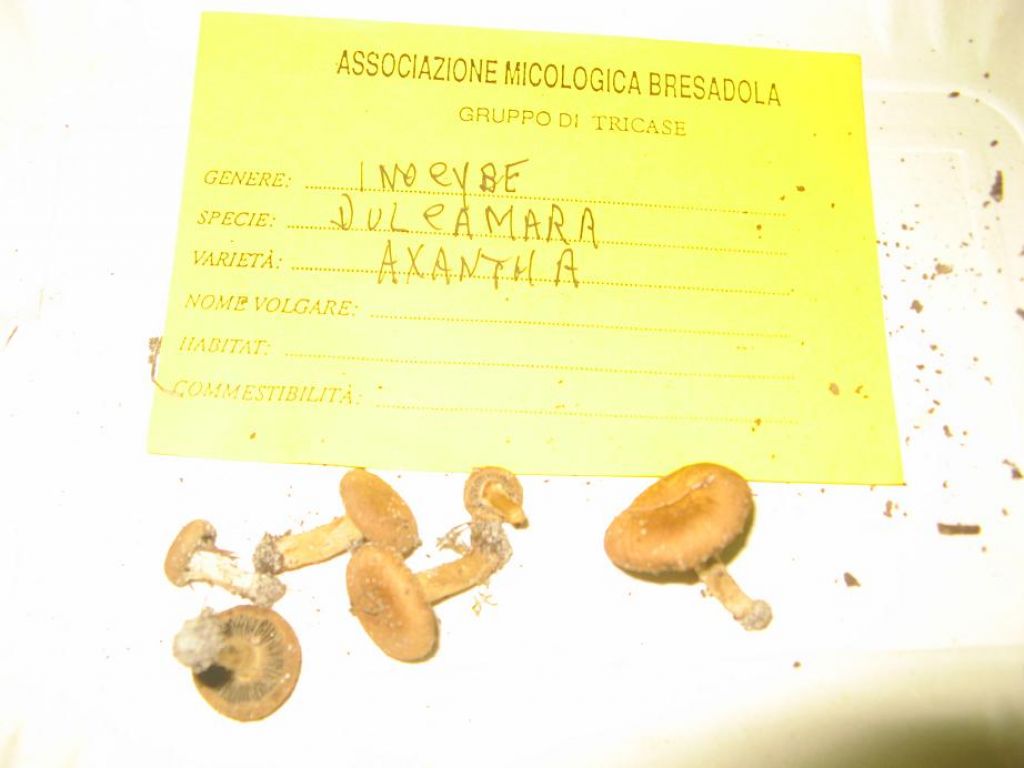 ASSOCIAZIONE MICOLOGICA BRESADOLA
GRUPPO DI TRICASE
GENERE: INOCYBE
SPECIE: DULCAMARA
VARIETÀ: AXANTHA
NOME VOLGARE:
HABITAT:
COMMESTIBILITÀ: